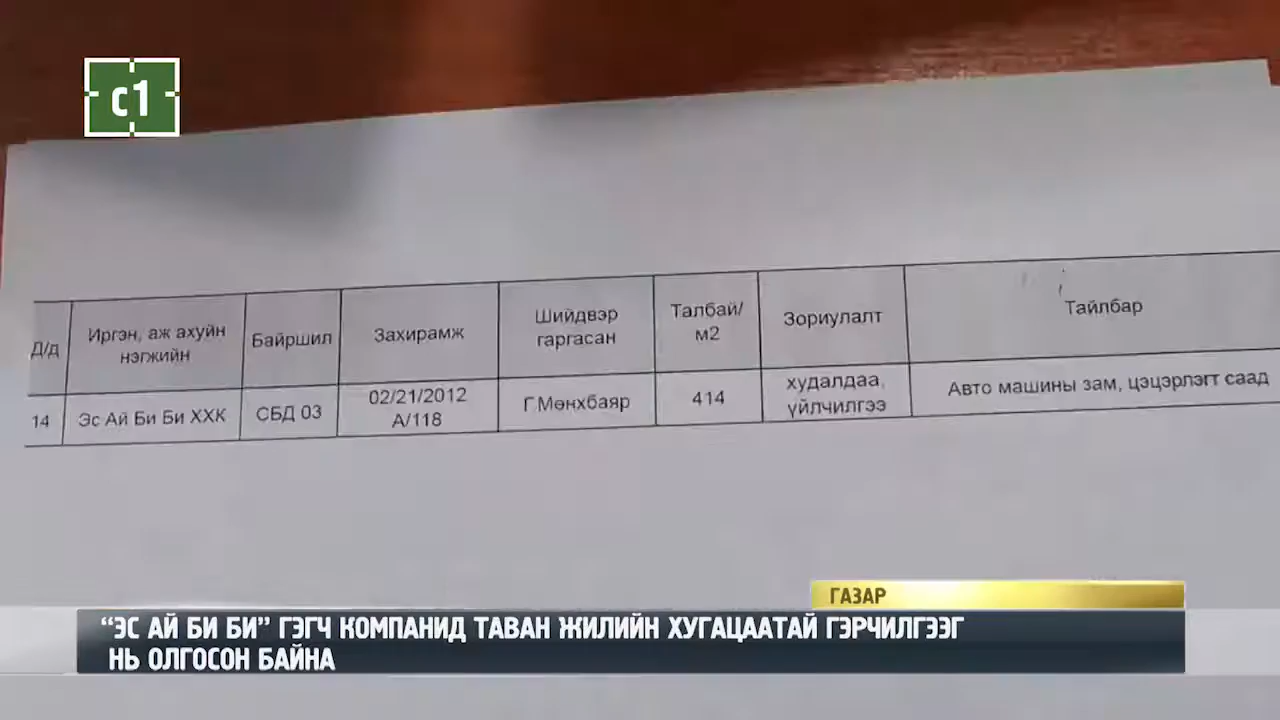 c1
Д/д
Иргэн, аж ахуйн
нэгжийн
Байршил
Захирамж
Шийдвэр
гаргасан
Талбай/
м2
Зориулалт
Тайлбар
14
Эс Ай Би Би ХХК
СБД 03
02/21/2012
А/118
Г.Мөнхбаяр
414
худалдаа,
үйлчилгээ
Авто машины зам, цэцэрлэгт саад
ГАЗАР
“ЭС АЙ БИ БИ” ГЭГЧ КОМПАНИД ТАВАН ЖИЛИЙН ХУГАЦААТАЙ ГЭРЧИЛГЭЭГ
НЬ ОЛГОСОН БАЙНА